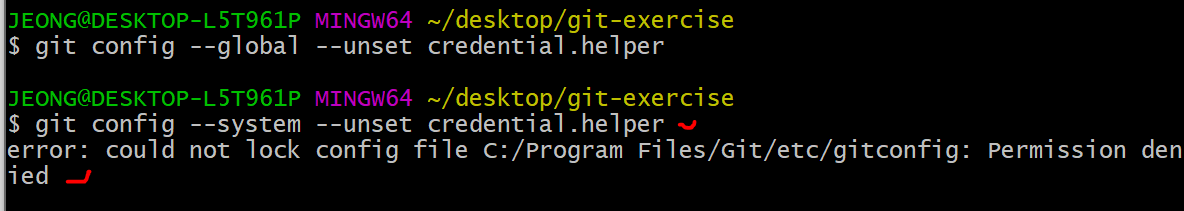 JEONG@DESKTOP-L5T961P MINGW64 ~/desktop/git-exercise
$ git config --global --unset credential.helper
JEONG@DESKTOP-L5T961P MINGW64 ~/desktop/git-exercise
$ git config --system --unset credential.helper
error: could not lock config file C:/Program Files/Git/etc/gitconfig: Permission den
ied